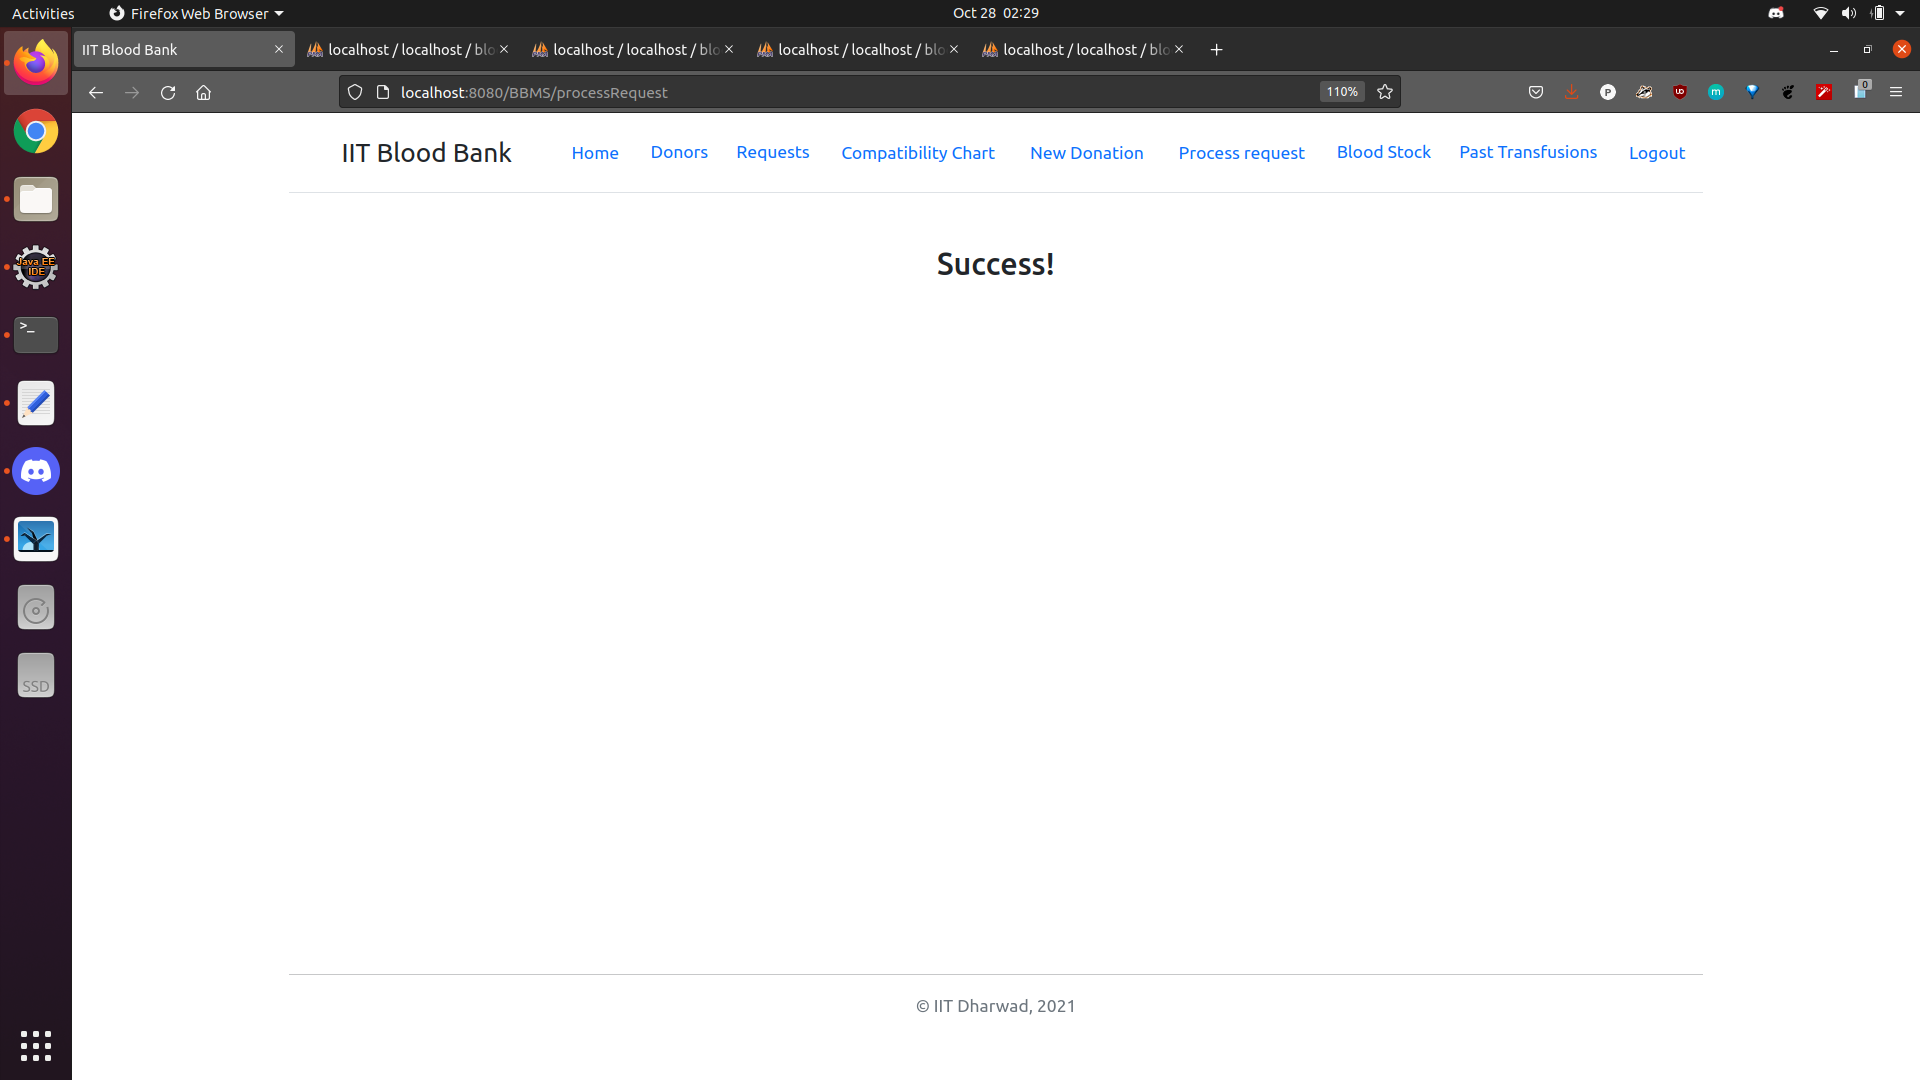 Activities Firefox Web Browser Oct 28 02:29
IIT Blood Bank localhost / localhost / blo localhost / localhost / blo localhost / localhost / blo localhost / localhost / blo
localhost:8080/BBMS/processRequest 110% P UD m 0
Java EE
IDE
IIT Blood Bank Home Donors Requests Compatibility Chart New Donation Process request Blood Stock Past Transfusions Logout
Success!
>_
SSD
© IIT Dharwad, 2021